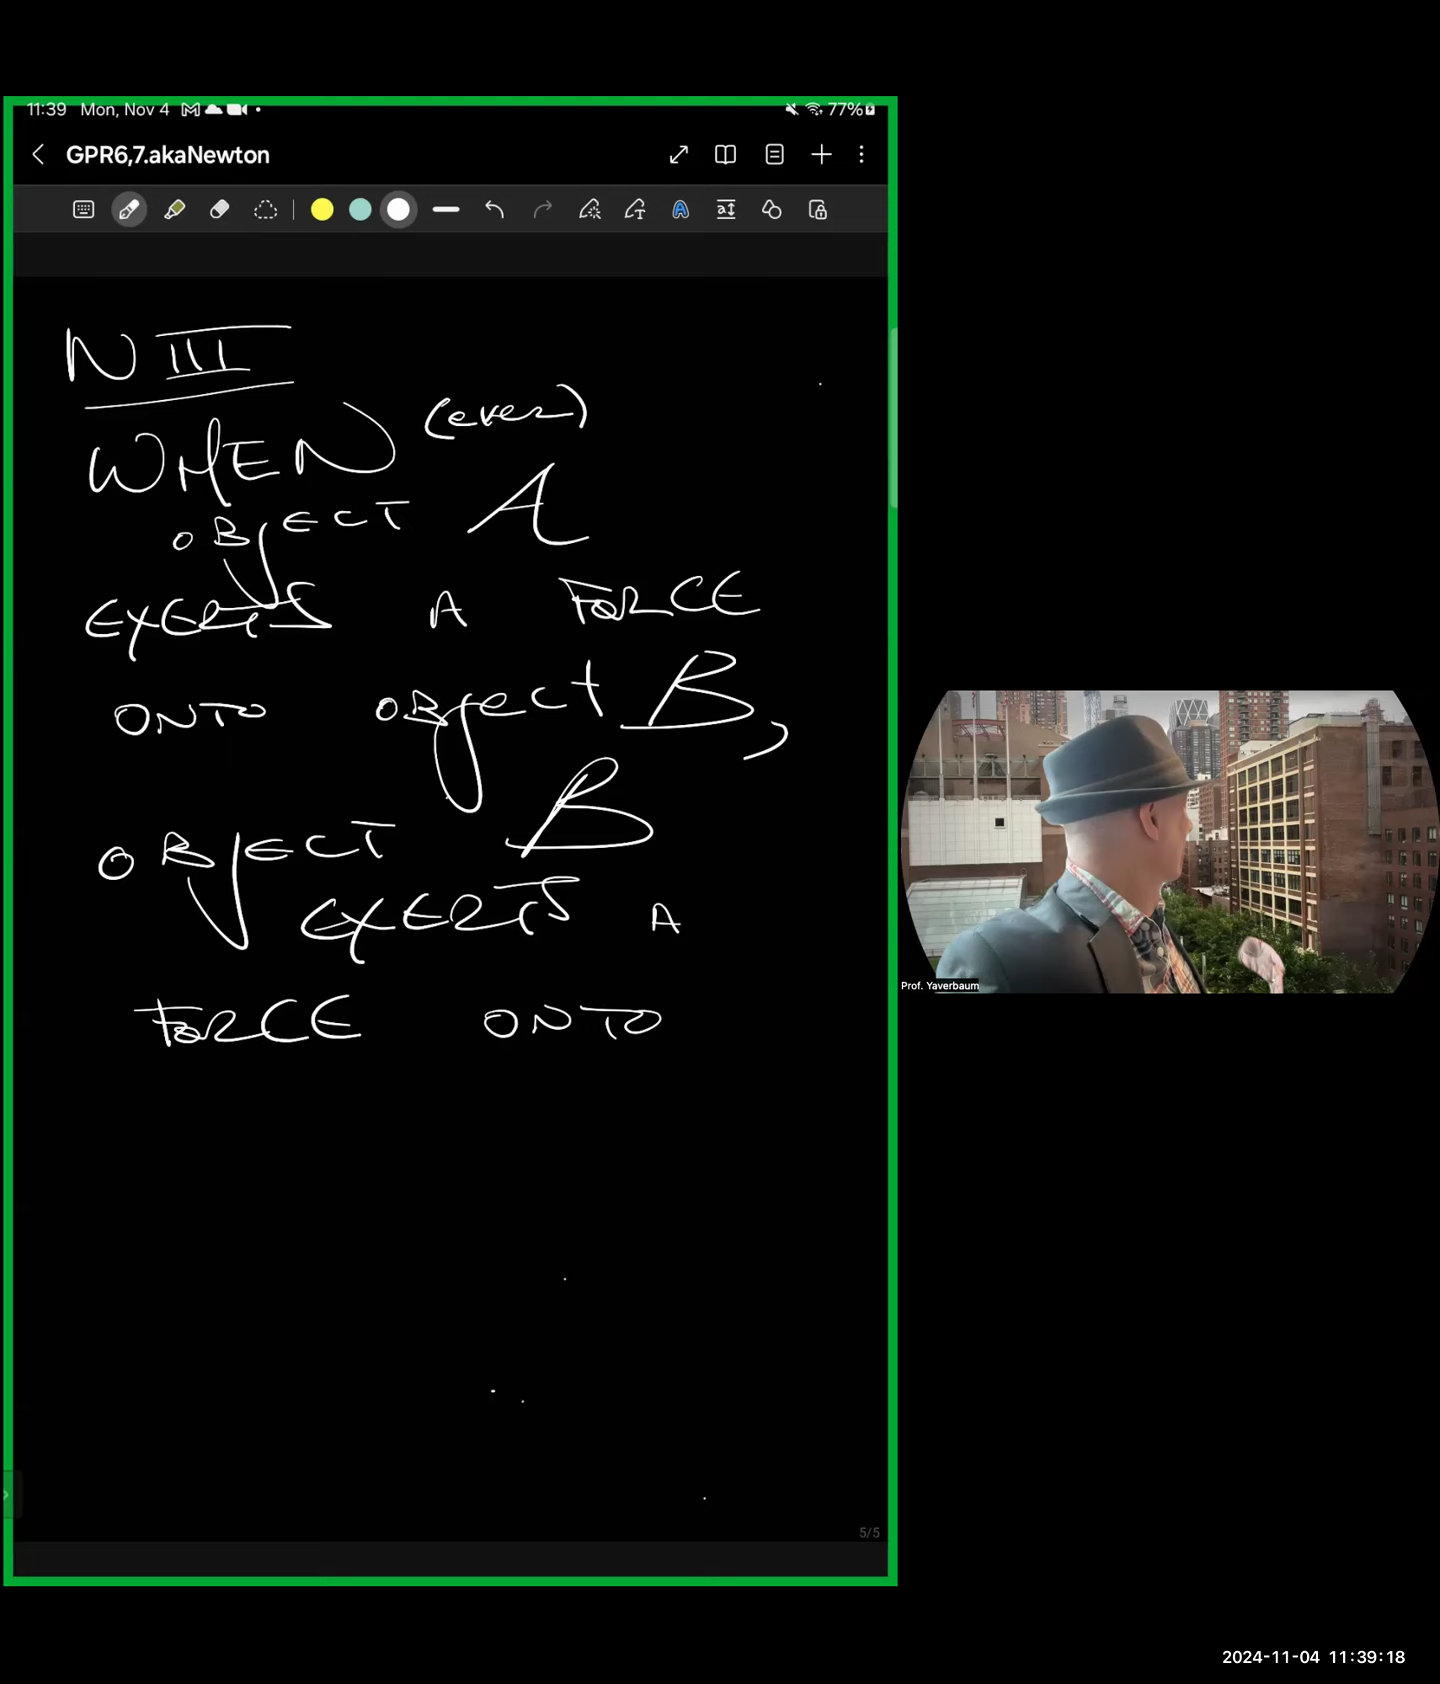 11:39 Mon, Nov 4
77%
GPR6,7.akaNewton
N III
WHEN (ever)
OBJECT A
EXERTS A FORCE
ONTO OBject B,
OBJECT B
EXERTS A
FORCE ONTO
5/5
Prof. Yaverbaum
2024-11-04 11:39:18